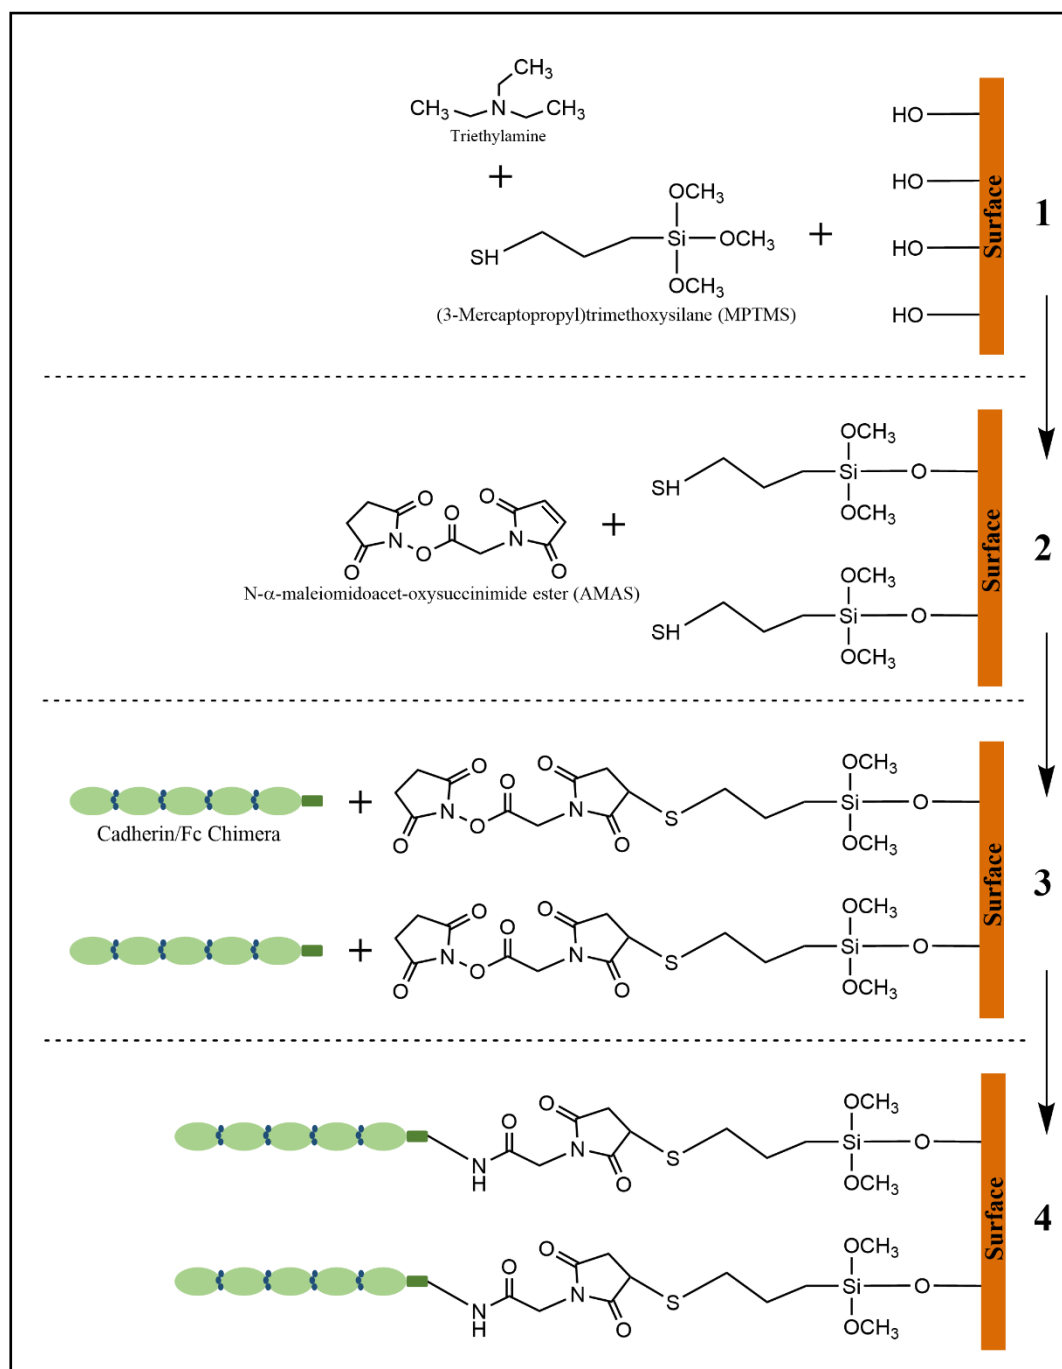 CH₃
CH₃ N CH₃
Triethylamine
+
OCH₃
SH Si OCH₃
OCH₃
(3-Mercaptopropyl)trimethoxysilane (MPTMS)
+
HO
HO
HO
HO
Surface
1
O O
N O O
O
N O
O
N-α-maleiomidoacet-oxysuccinimide ester (AMAS)
+
OCH₃
SH Si O
OCH₃
OCH₃
SH Si O
OCH₃
Surface
2
Cadherin/Fc Chimera
+
O O O
N O N
O O
S
OCH₃
Si O
OCH₃
+
O O O
N O N
O O
S
OCH₃
Si O
OCH₃
Surface
3
N
H
O O
N O
S
OCH₃
Si O
OCH₃
N
H
O O
N O
S
OCH₃
Si O
OCH₃
Surface
4